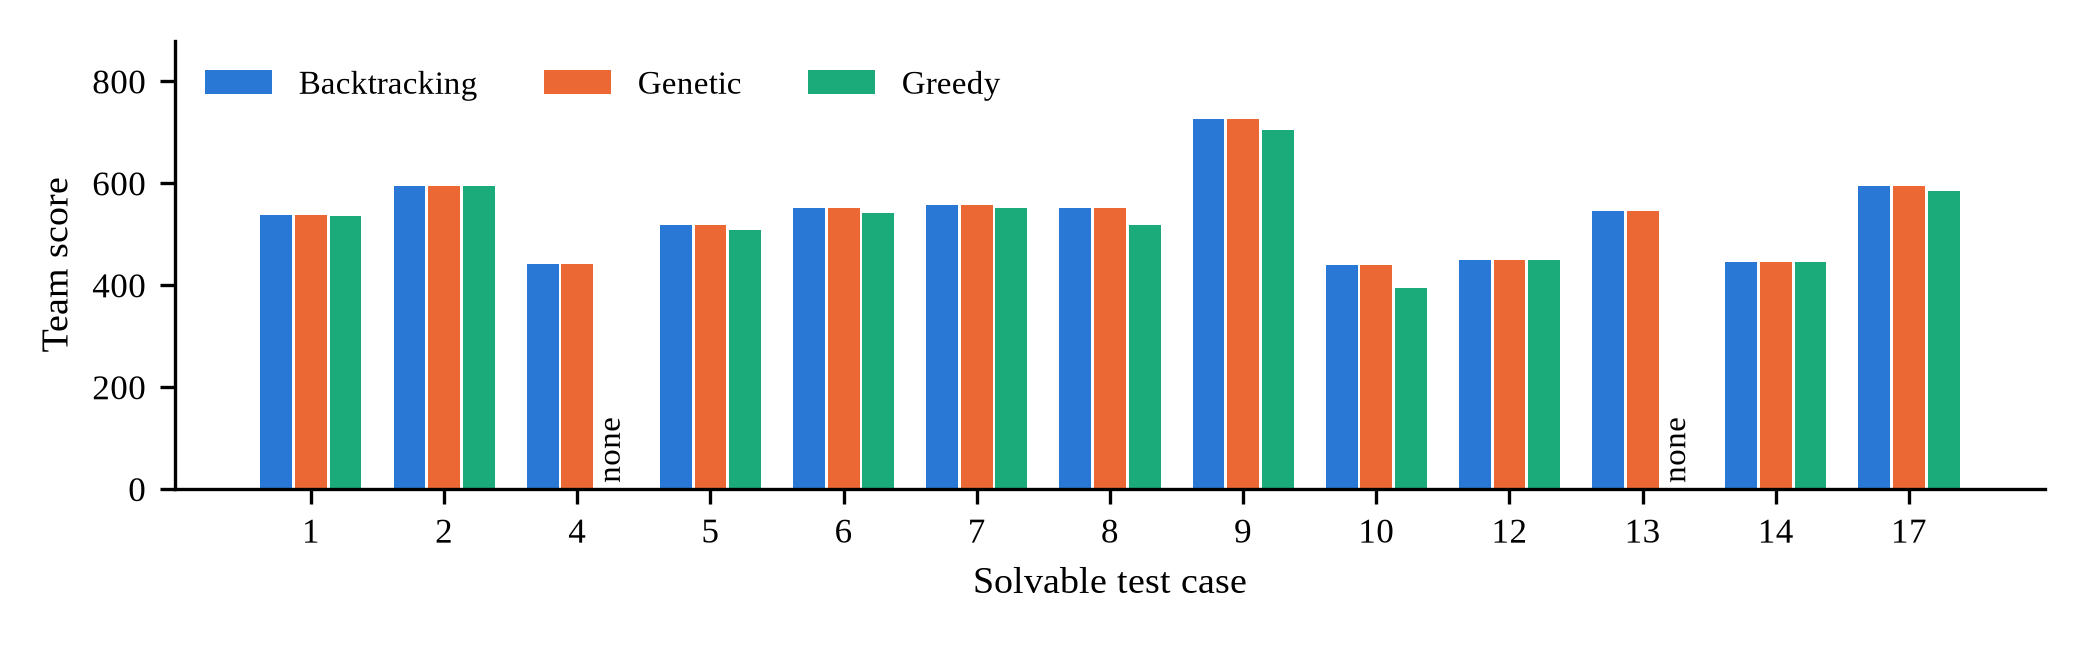 Backtracking Genetic Greedy
Team score
800
600
400
200
0
none
none
1 2 4 5 6 7 8 9 10 12 13 14 17
Solvable test case